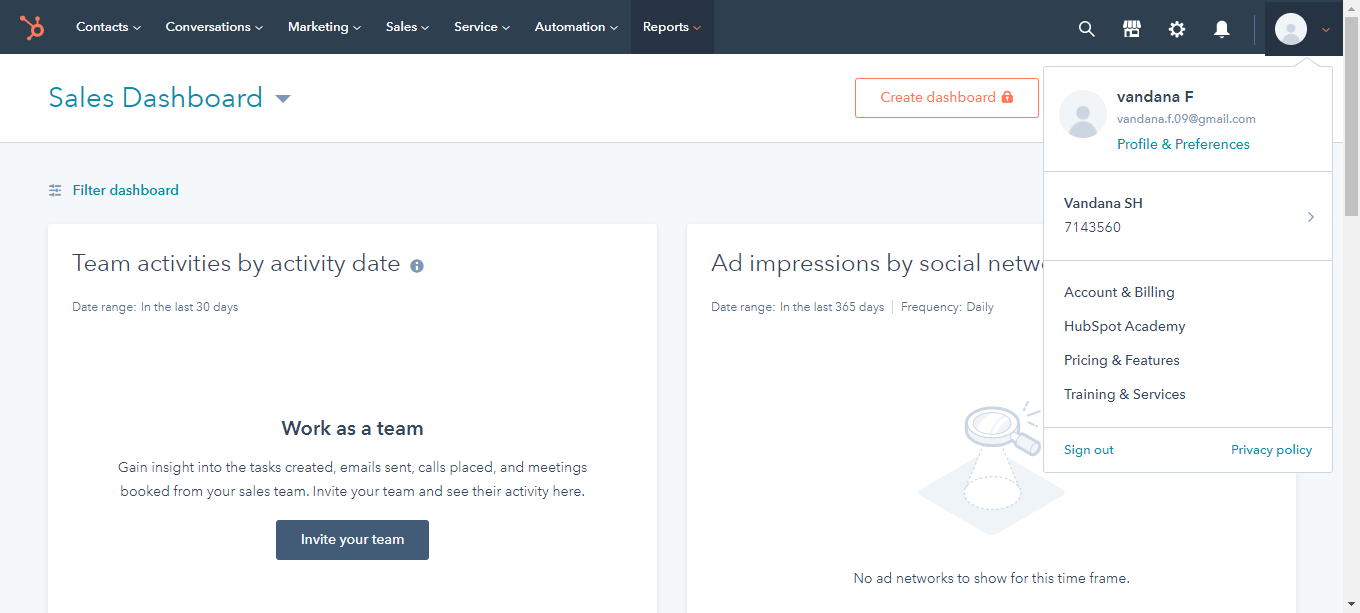 Contacts Conversations Marketing Sales Service Automation Reports
Sales Dashboard
Create dashboard
vandana F
vandana.f.09@gmail.com
Profile & Preferences
Vandana SH
7143560
Account & Billing
HubSpot Academy
Pricing & Features
Training & Services
Sign out Privacy policy
Filter dashboard
Team activities by activity date
Date range: In the last 30 days
Work as a team
Gain insight into the tasks created, emails sent, calls placed, and meetings
booked from your sales team. Invite your team and see their activity here.
Invite your team
Ad impressions by social netw
Date range: In the last 365 days Frequency: Daily
No ad networks to show for this time frame.